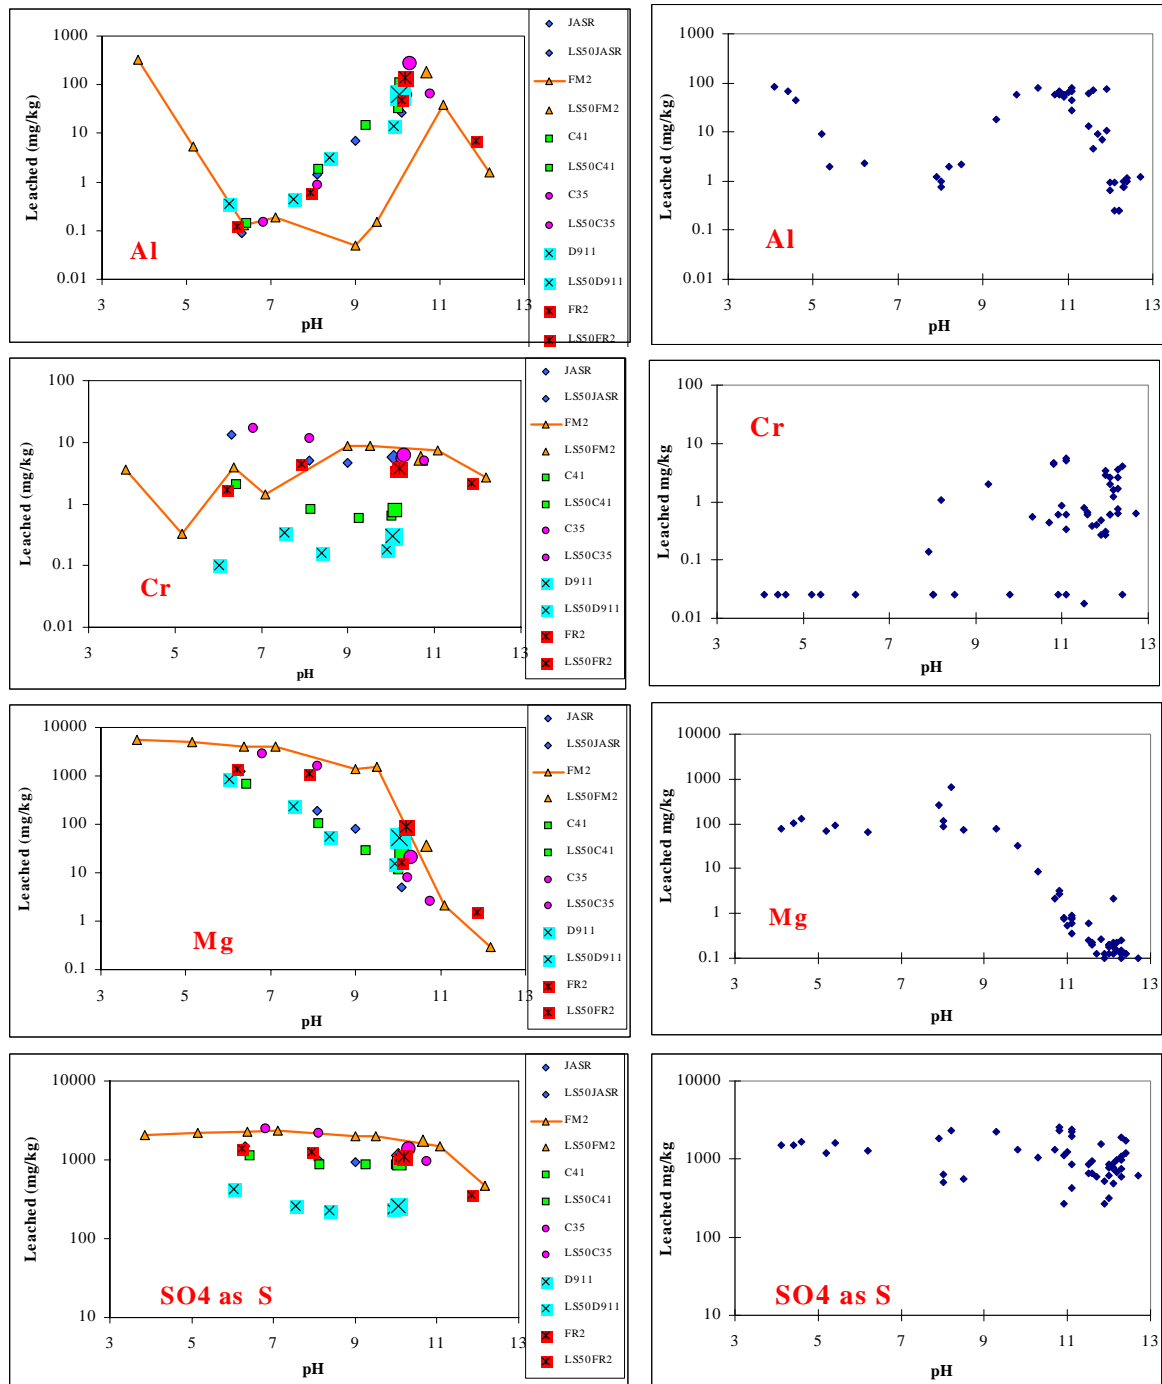 1000
100
10
1
0.1
0.01
Leached (mg/kg)
Al
3 5 7 9 11 13
pH
JASR
LS50JASR
FM2
LS50FM2
C41
LS50C41
C35
LS50C35
D911
LS50D911
FR2
LS50FR2
1000
100
10
1
0.1
0.01
Leached (mg/kg)
Al
3 5 7 9 11 13
pH
100
10
1
0.1
0.01
Leached (mg/kg)
Cr
3 5 7 9 11 13
pH
JASR
LS50JASR
FM2
LS50FM2
C41
LS50C41
C35
LS50C35
D911
LS50D911
FR2
LS50FR2
100
10
1
0.1
0.01
Leached mg/kg)
Cr
3 5 7 9 11 13
pH
10000
1000
100
10
1
0.1
Leached (mg/kg)
Mg
3 5 7 9 11 13
pH
JASR
LS50JASR
FM2
LS50FM2
C41
LS50C41
C35
LS50C35
D911
LS50D911
FR2
LS50FR2
10000
1000
100
10
1
0.1
Leached mg/kg)
Mg
3 5 7 9 11 13
pH
10000
1000
100
10
Leached (mg/kg)
SO4 as S
3 5 7 9 11 13
pH
JASR
LS50JASR
FM2
LS50FM2
C41
LS50C41
C35
LS50C35
D911
LS50D911
FR2
LS50FR2
10000
1000
100
10
Leached mg/kg)
SO4 as S
3 5 7 9 11 13
pH